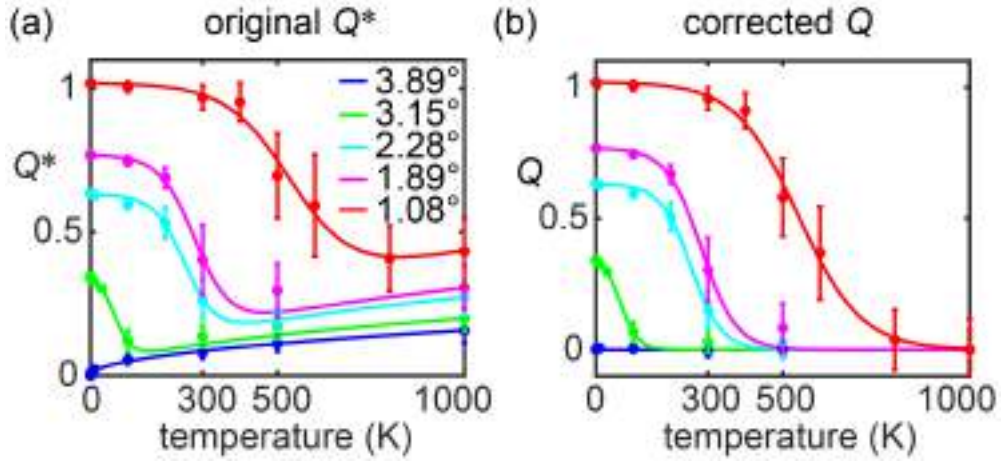 (a) original Q*
1
Q*
0.5
0
3.89°
3.15°
2.28°
1.89°
1.08°
0 300 500 1000
temperature (K)
(b) corrected Q
1
Q
0.5
0
0 300 500 1000
temperature (K)